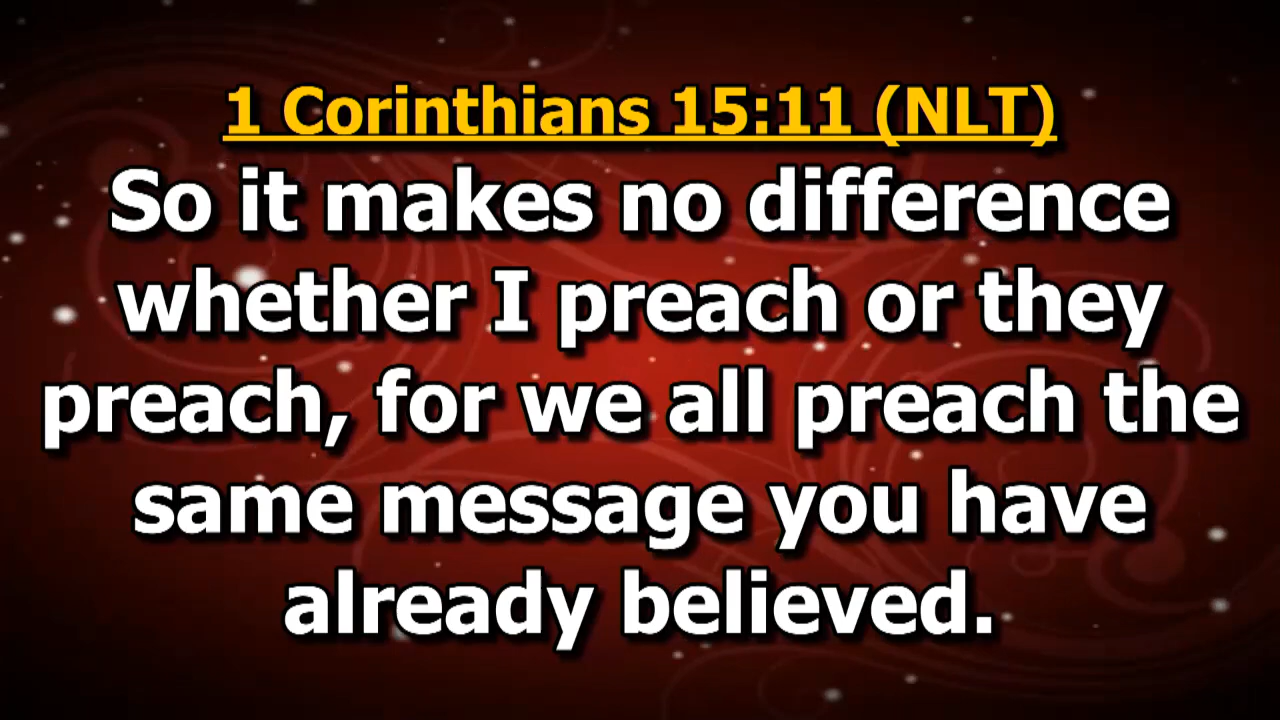 1 Corinthians 15:11 (NLT)
So it makes no difference
whether I preach or they
preach, for we all preach the
same message you have
already believed.